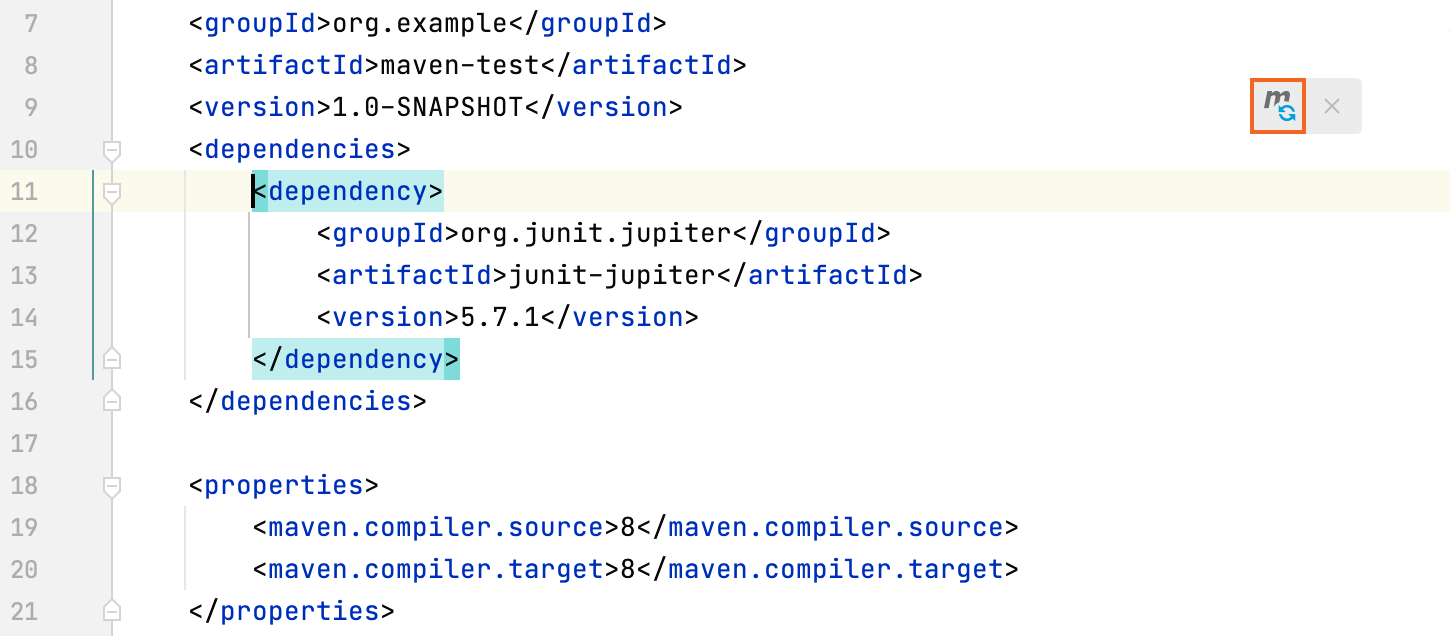 7 <groupId>org.example</groupId>
8 <artifactId>maven-test</artifactId>
9 <version>1.0-SNAPSHOT</version>
m
10 <dependencies>
11 <dependency>
12 <groupId>org.junit.jupiter</groupId>
13 <artifactId>junit-jupiter</artifactId>
14 <version>5.7.1</version>
15 </dependency>
16 </dependencies>
17
18 <properties>
19 <maven.compiler.source>8</maven.compiler.source>
20 <maven.compiler.target>8</maven.compiler.target>
21 </properties>